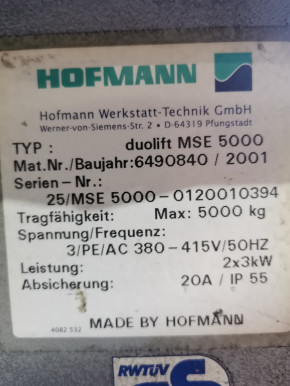 HOFMANN
Hofmann Werkstatt-Technik GmbH
Werner-von-Siemens-Str. 2 • D-64319 Pfungstadt
TYP : duolift MSE 5000
Mat.Nr./Baujahr: 6490840 / 2001
Serien - Nr.:
25/MSE 5000-0120010394
Tragfähigkeit: Max: 5000 kg
Spannung/Frequenz:
3/PE/AC 380-415V/50HZ
Leistung: 2x3kW
Absicherung: 20A / IP 55
4082 532
MADE BY HOFMANN
RWTÜV
GS